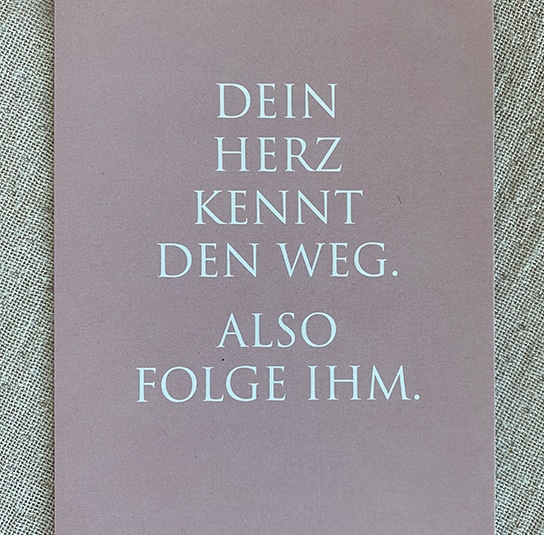 DEIN
HERZ
KENNT
DEN WEG.
ALSO
FOLGE IHM.